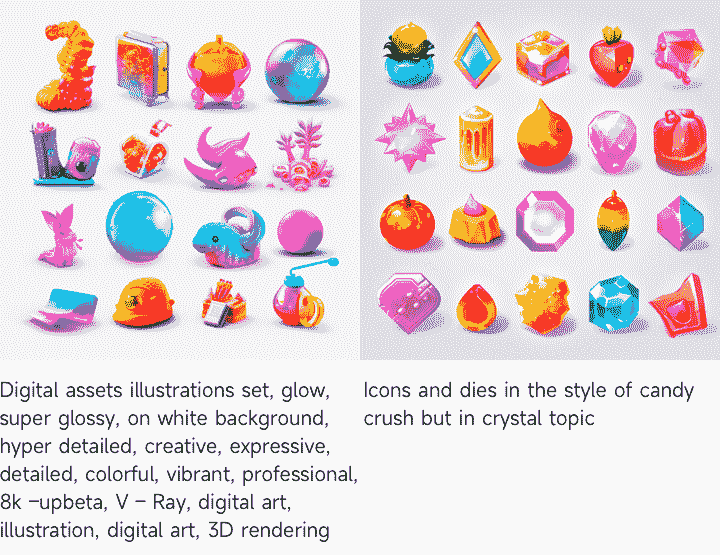 Digital assets illustrations set, glow,
super glossy, on white background,
hyper detailed, creative, expressive,
detailed, colorful, vibrant, professional,
8k –upbeta, V – Ray, digital art,
illustration, digital art, 3D rendering
Icons and dies in the style of candy
crush but in crystal topic